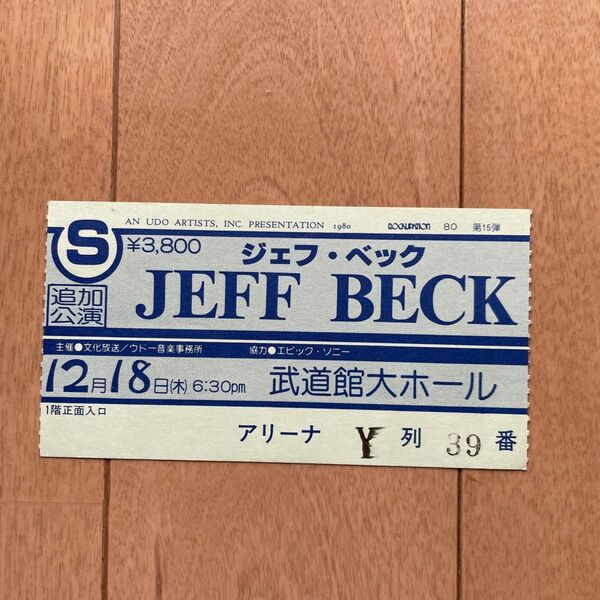 AN UDO ARTISTS, INC. PRESENTATION 1980 ROCKUPATION 80 第15弾
S ¥3,800 ジェフ・ベック
追加公演 JEFF BECK
主催●文化放送/ウドー音楽事務所 協力●エピック・ソニー
12月18日(木) 6:30pm 武道館大ホール
1階正面入口
アリーナ Y 列 39 番